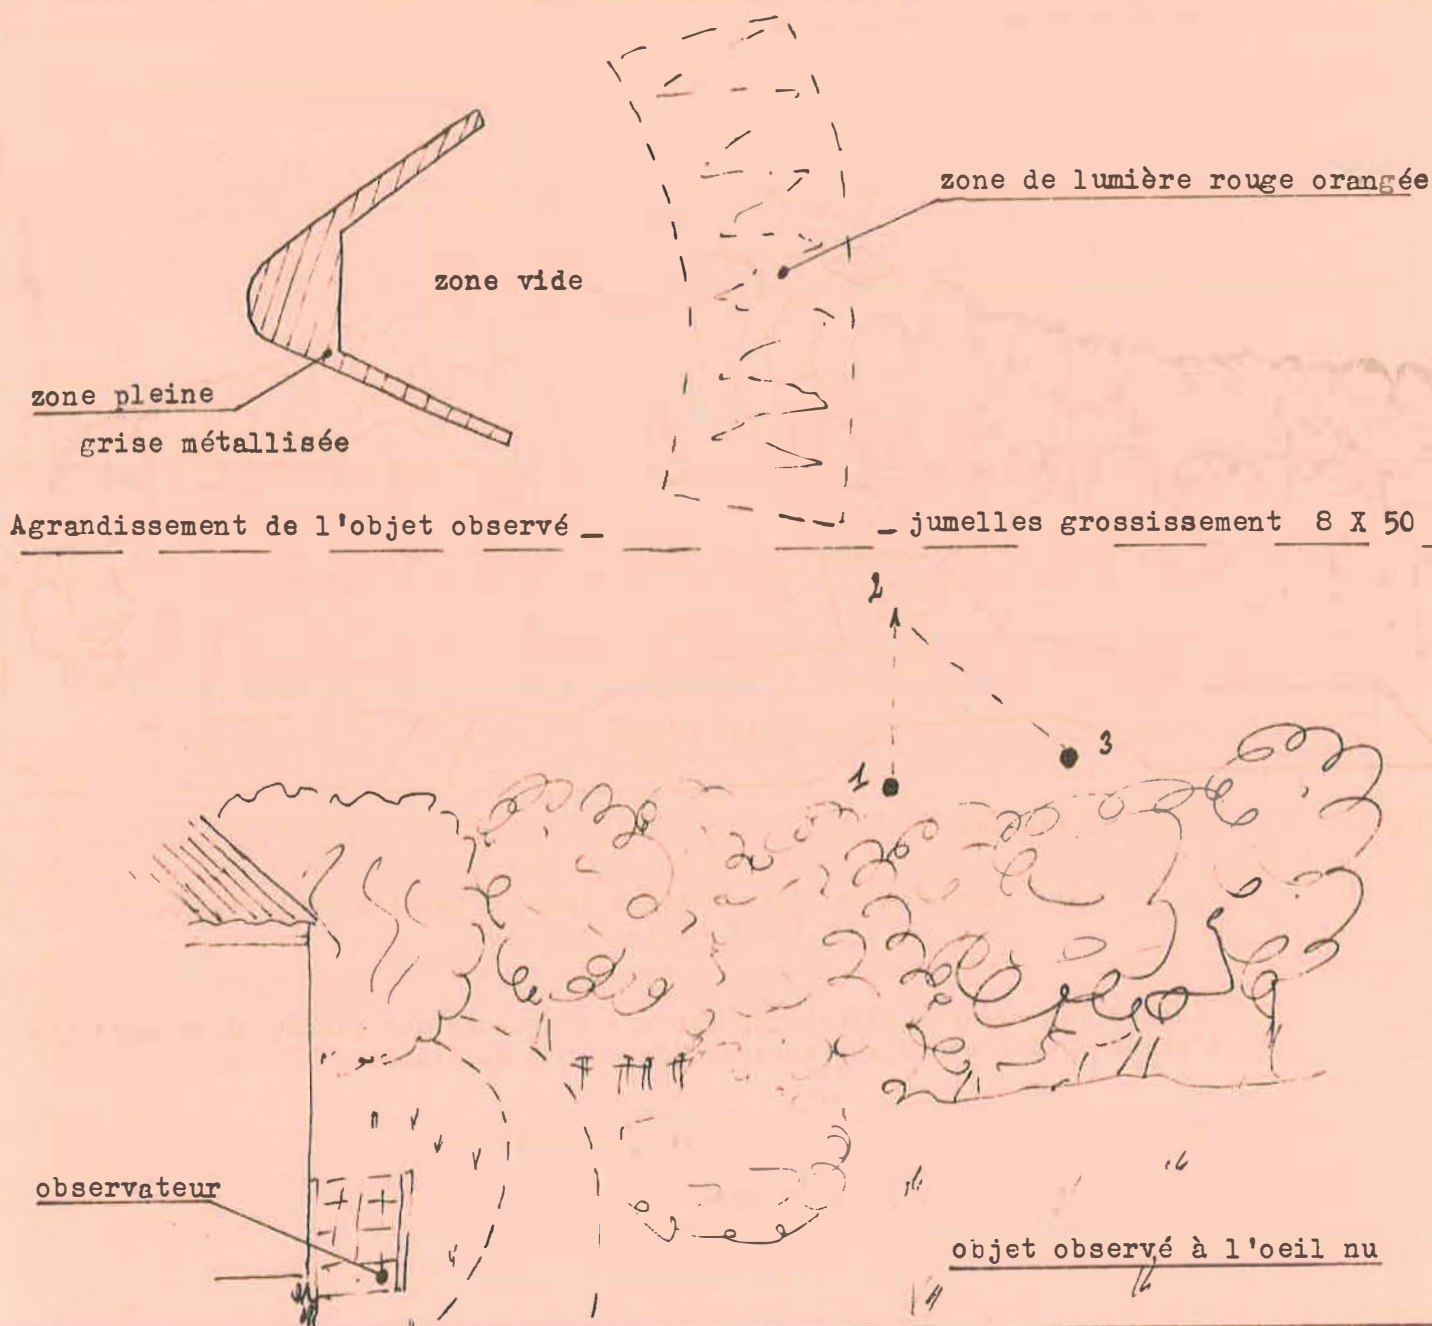 zone de lumière rouge orangée
zone vide
zone pleine
grise métallisée
Agrandissement de l'objet observé _ _ jumelles grossissement 8 X 50 _
2
1
3
observateur
objet observé à l'oeil nu